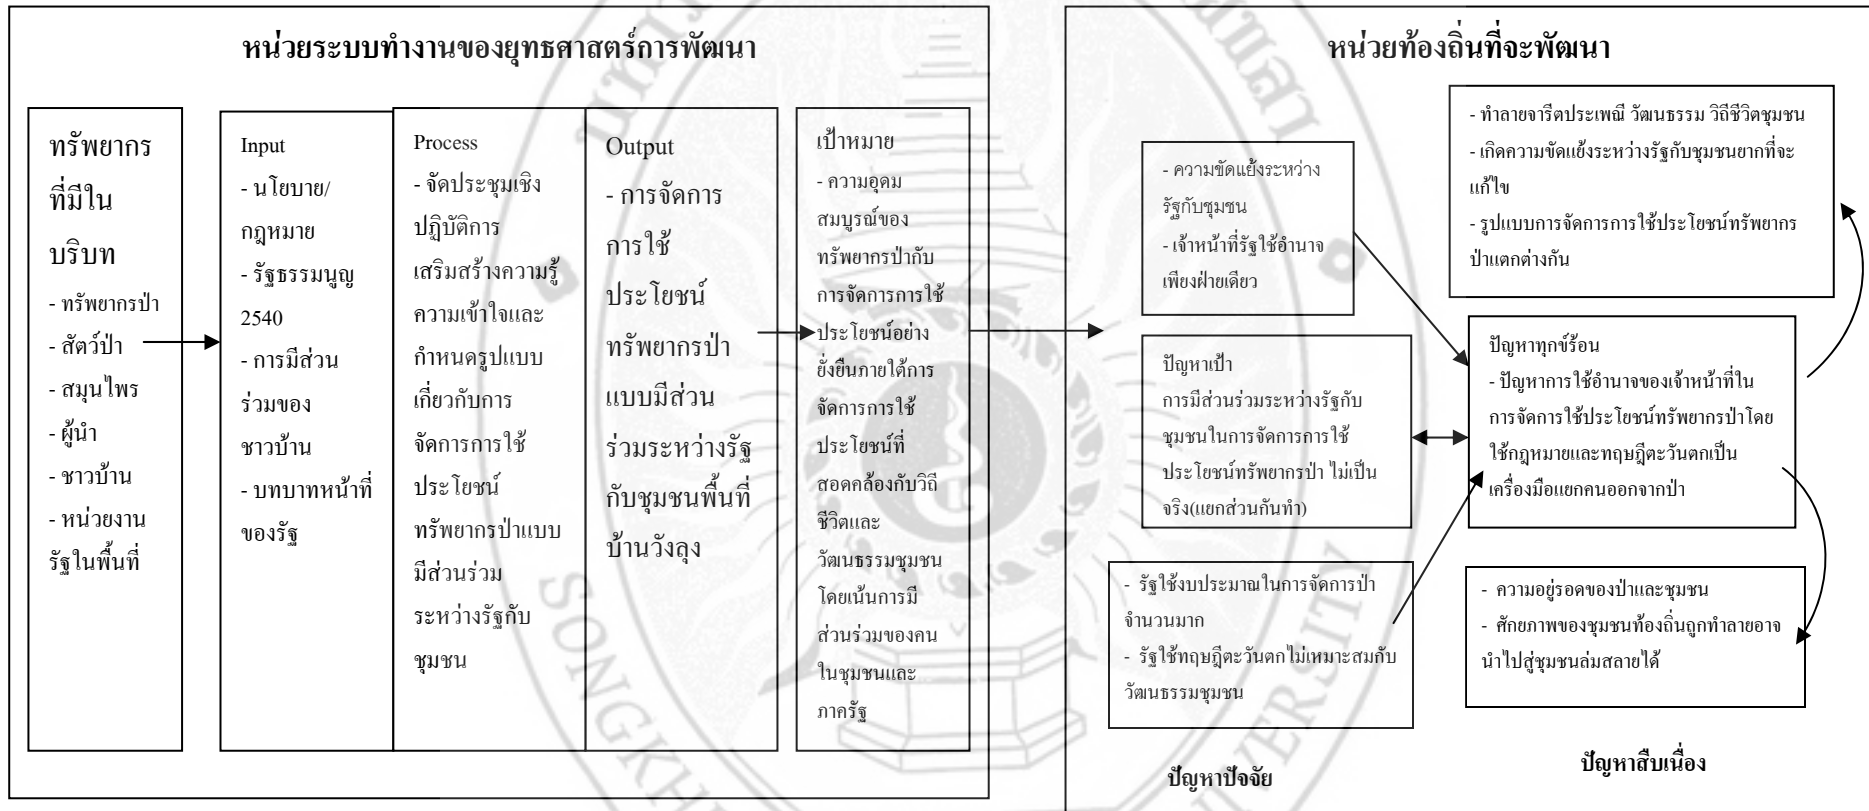 หน่วยระบบทำงานของยุทธศาสตร์การพัฒนา
ทรัพยากร
ที่มีใน
บริบท
- ทรัพยากรป่า
- สัตว์ป่า
- สมุนไพร
- ผู้นำ
- ชาวบ้าน
- หน่วยงาน
รัฐในพื้นที่
Input
- นโยบาย/
กฎหมาย
- รัฐธรรมนูญ
2540
- การมีส่วน
ร่วมของ
ชาวบ้าน
- บทบาทหน้าที่
ของรัฐ
Process
- จัดประชุมเชิง
ปฏิบัติการ
เสริมสร้างความรู้
ความเข้าใจและ
กำหนดรูปแบบ
เกี่ยวกับการ
จัดการการใช้
ประโยชน์
ทรัพยากรป่าแบบ
มีส่วนร่วม
ระหว่างรัฐกับ
ชุมชน
Output
- การจัดการ
การใช้
ประโยชน์
ทรัพยากรป่า
แบบมีส่วน
ร่วมระหว่างรัฐ
กับชุมชนพื้นที่
บ้านวังลุง
เป้าหมาย
- ความอุดม
สมบูรณ์ของ
ทรัพยากรป่ากับ
การจัดการการใช้
ประโยชน์อย่าง
ยั่งยืนภายใต้การ
จัดการการใช้
ประโยชน์ที่
สอดคล้องกับวิถี
ชีวิตและ
วัฒนธรรมชุมชน
โดยเน้นการมี
ส่วนร่วมของคน
ในชุมชนและ
ภาครัฐ
หน่วยท้องถิ่นที่จะพัฒนา
- ความขัดแย้งระหว่าง
รัฐกับชุมชน
- เจ้าหน้าที่รัฐใช้อำนาจ
เพียงฝ่ายเดียว
ปัญหาเป้า
การมีส่วนร่วมระหว่างรัฐกับ
ชุมชนในการจัดการการใช้
ประโยชน์ทรัพยากรป่า ไม่เป็น
จริง(แยกส่วนกันทำ)
- รัฐใช้งบประมาณในการจัดการป่า
จำนวนมาก
- รัฐใช้ทฤษฎีตะวันตกไม่เหมาะสมกับ
วัฒนธรรมชุมชน
ปัญหาปัจจัย
- ทำลายจารีตประเพณี วัฒนธรรม วิถีชีวิตชุมชน
- เกิดความขัดแย้งระหว่างรัฐกับชุมชนยากที่จะ
แก้ไข
- รูปแบบการจัดการการใช้ประโยชน์ทรัพยากร
ป่าแตกต่างกัน
ปัญหาทุกข์ร้อน
- ปัญหาการใช้อำนาจของเจ้าหน้าที่ใน
การจัดการใช้ประโยชน์ทรัพยากรป่าโดย
ใช้กฎหมายและทฤษฎีตะวันตกเป็น
เครื่องมือแยกคนออกจากป่า
- ความอยู่รอดของป่าและชุมชน
- ศักยภาพของชุมชนท้องถิ่นถูกทำลายอาจ
นำไปสู่ชุมชนล่มสลายได้
ปัญหาสืบเนื่อง